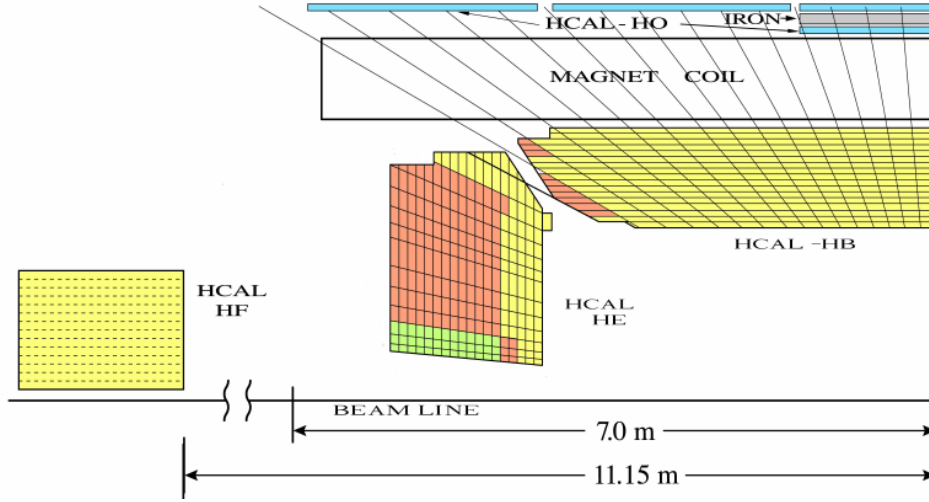 HCAL-HO
IRON
MAGNET COIL
HCAL -HB
HCAL
HF
HCAL
HE
BEAM LINE
7.0 m
11.15 m